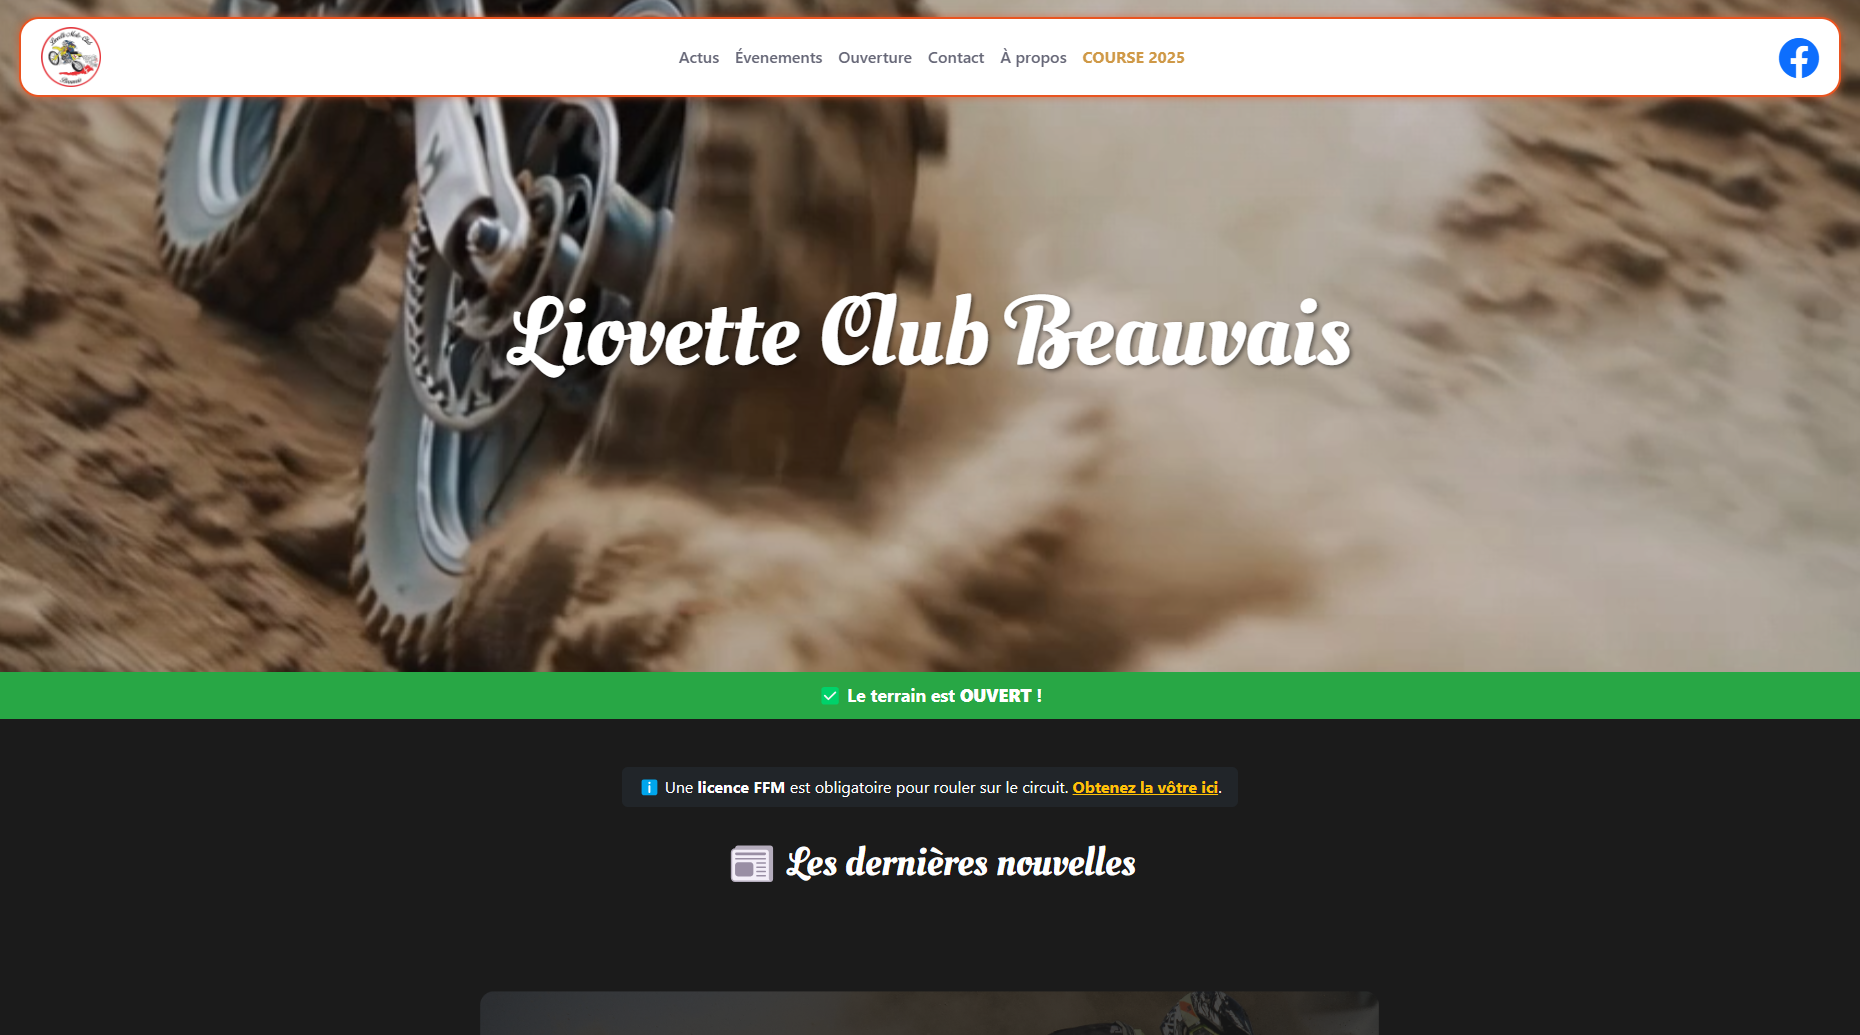 Actus Évenements Ouverture Contact À propos COURSE 2025
Liovette Club Beauvais
Le terrain est OUVERT !
Une licence FFM est obligatoire pour rouler sur le circuit. Obtenez la vôtre ici.
Les dernières nouvelles